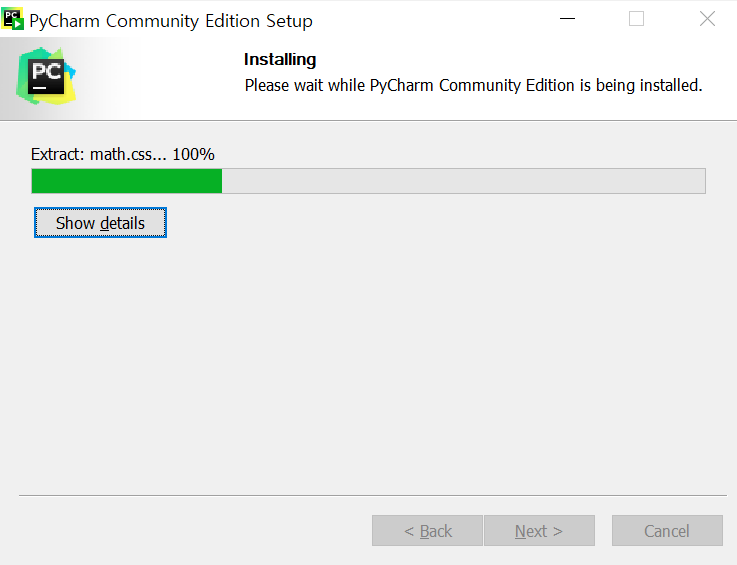 PC PyCharm Community Edition Setup
PC
Installing
Please wait while PyCharm Community Edition is being installed.
Extract: math.css... 100%
Show details
< Back Next > Cancel